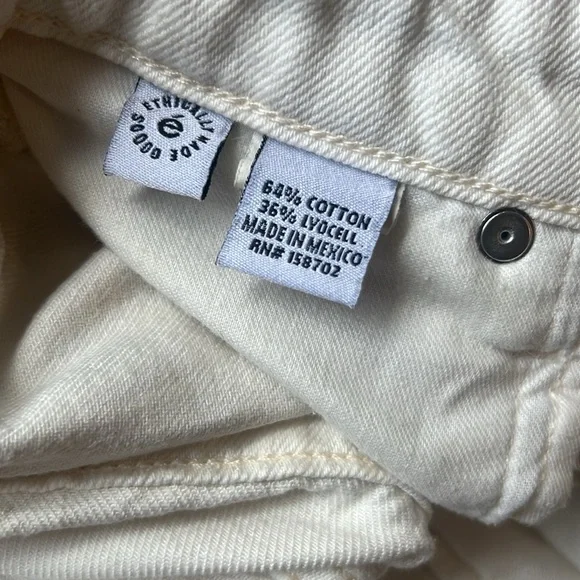 ETHICALLY MADE GOODS
é
64% COTTON
36% LYOCELL
MADE IN MEXICO
RN# 158702